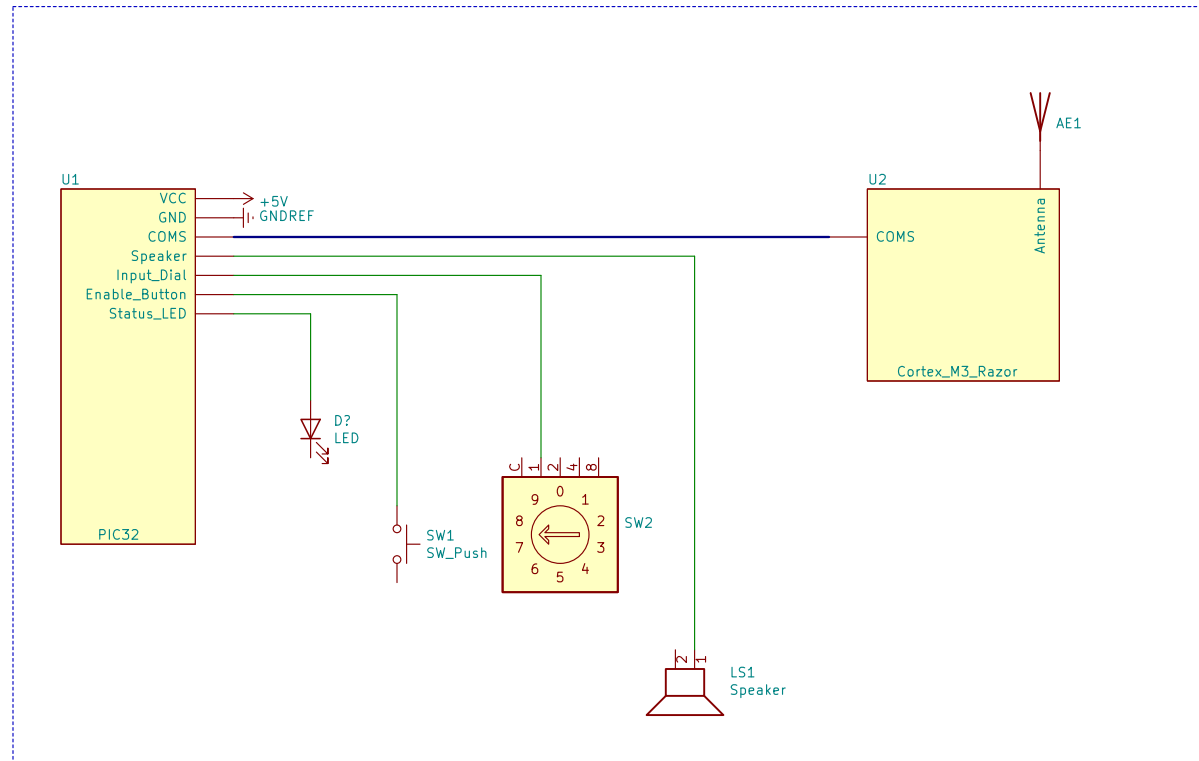 AE1
U1
U2
VCC
+5V
GND
GNDREF
COMS
COMS
Antenna
Speaker
Input_Dial
Enable_Button
Status_LED
Cortex_M3_Razor
D?
LED
C 1 2 4 8
0
9 1
8 2
7 3
6 4
5
SW2
PIC32
SW1
SW_Push
2 1
LS1
Speaker